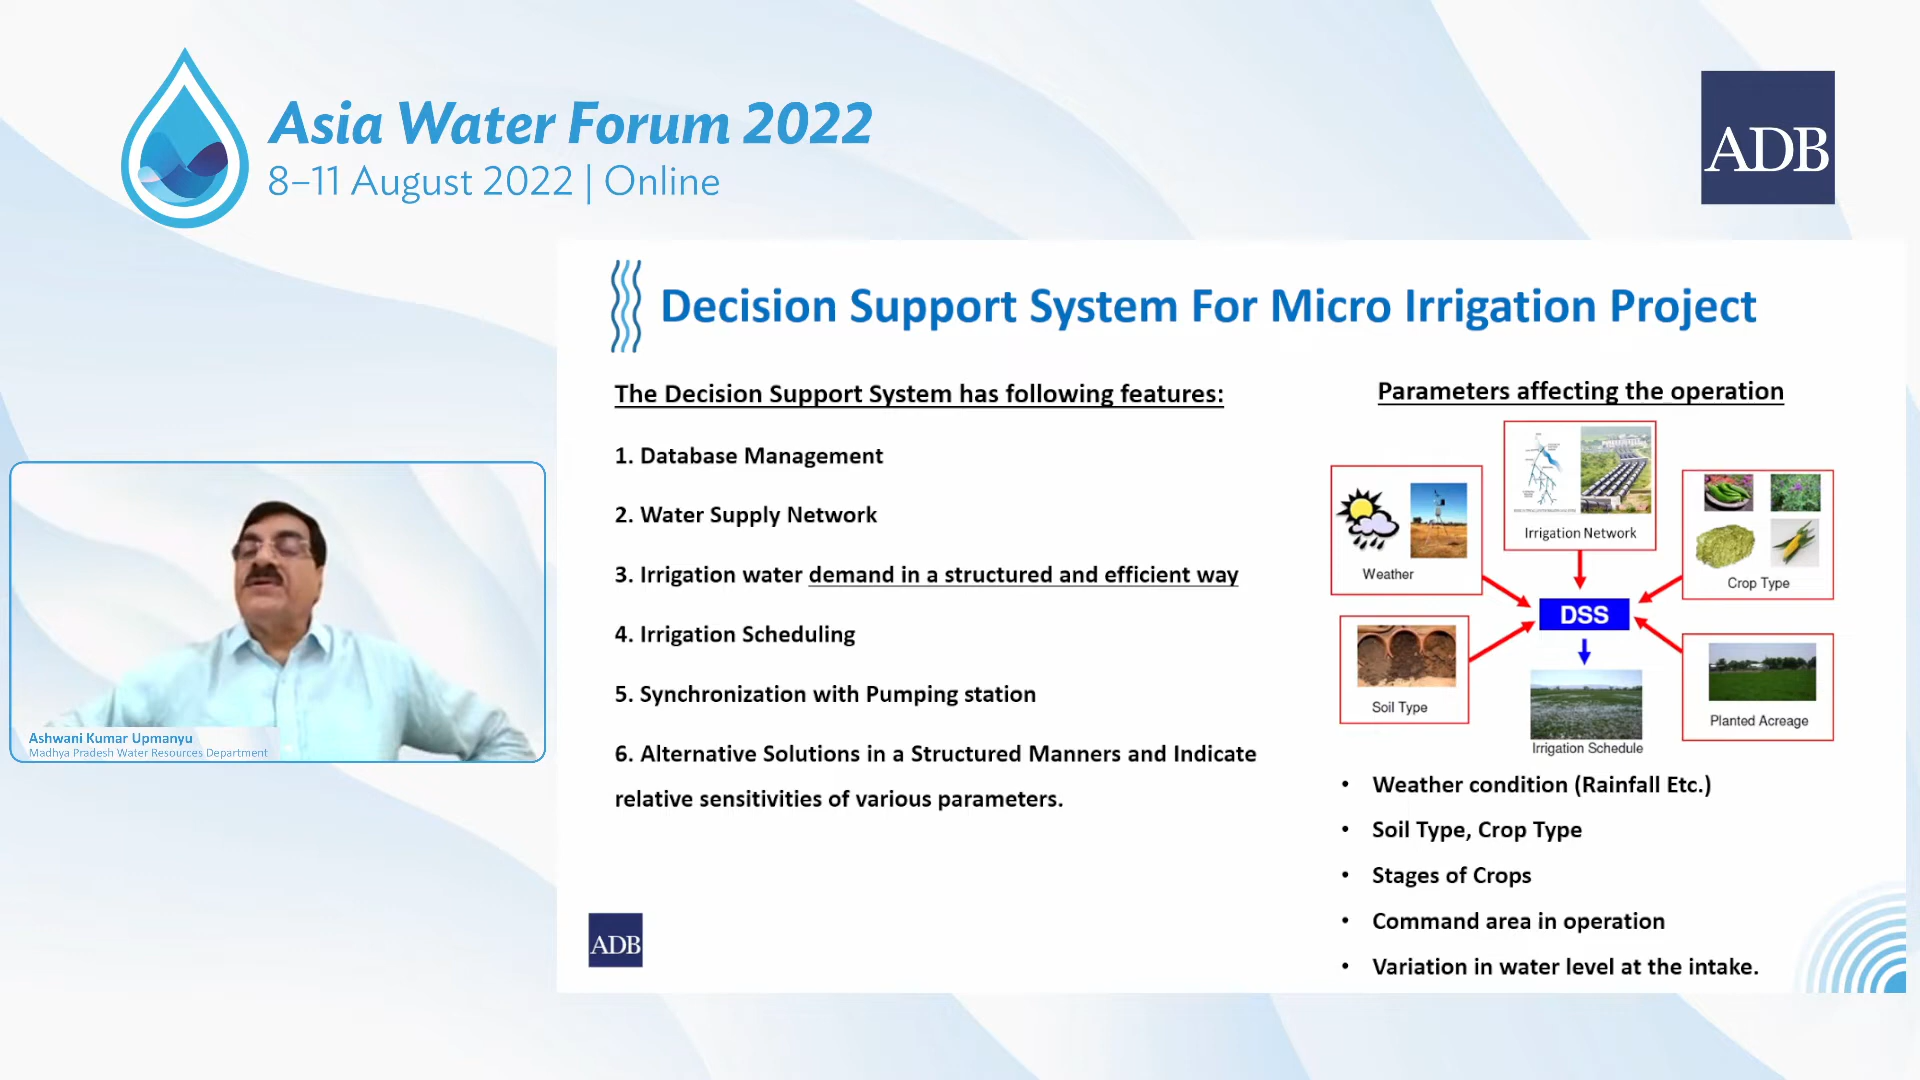 Asia Water Forum 2022
8–11 August 2022 | Online
ADB
Decision Support System For Micro Irrigation Project
The Decision Support System has following features:
1. Database Management
2. Water Supply Network
3. Irrigation water demand in a structured and efficient way
4. Irrigation Scheduling
5. Synchronization with Pumping station
6. Alternative Solutions in a Structured Manners and Indicate
relative sensitivities of various parameters.
Parameters affecting the operation
Irrigation Network
Weather
Crop Type
DSS
Soil Type
Planted Acreage
Irrigation Schedule
• Weather condition (Rainfall Etc.)
• Soil Type, Crop Type
• Stages of Crops
• Command area in operation
• Variation in water level at the intake.
ADB
Ashwani Kumar Upmanyu
Madhya Pradesh Water Resources Department